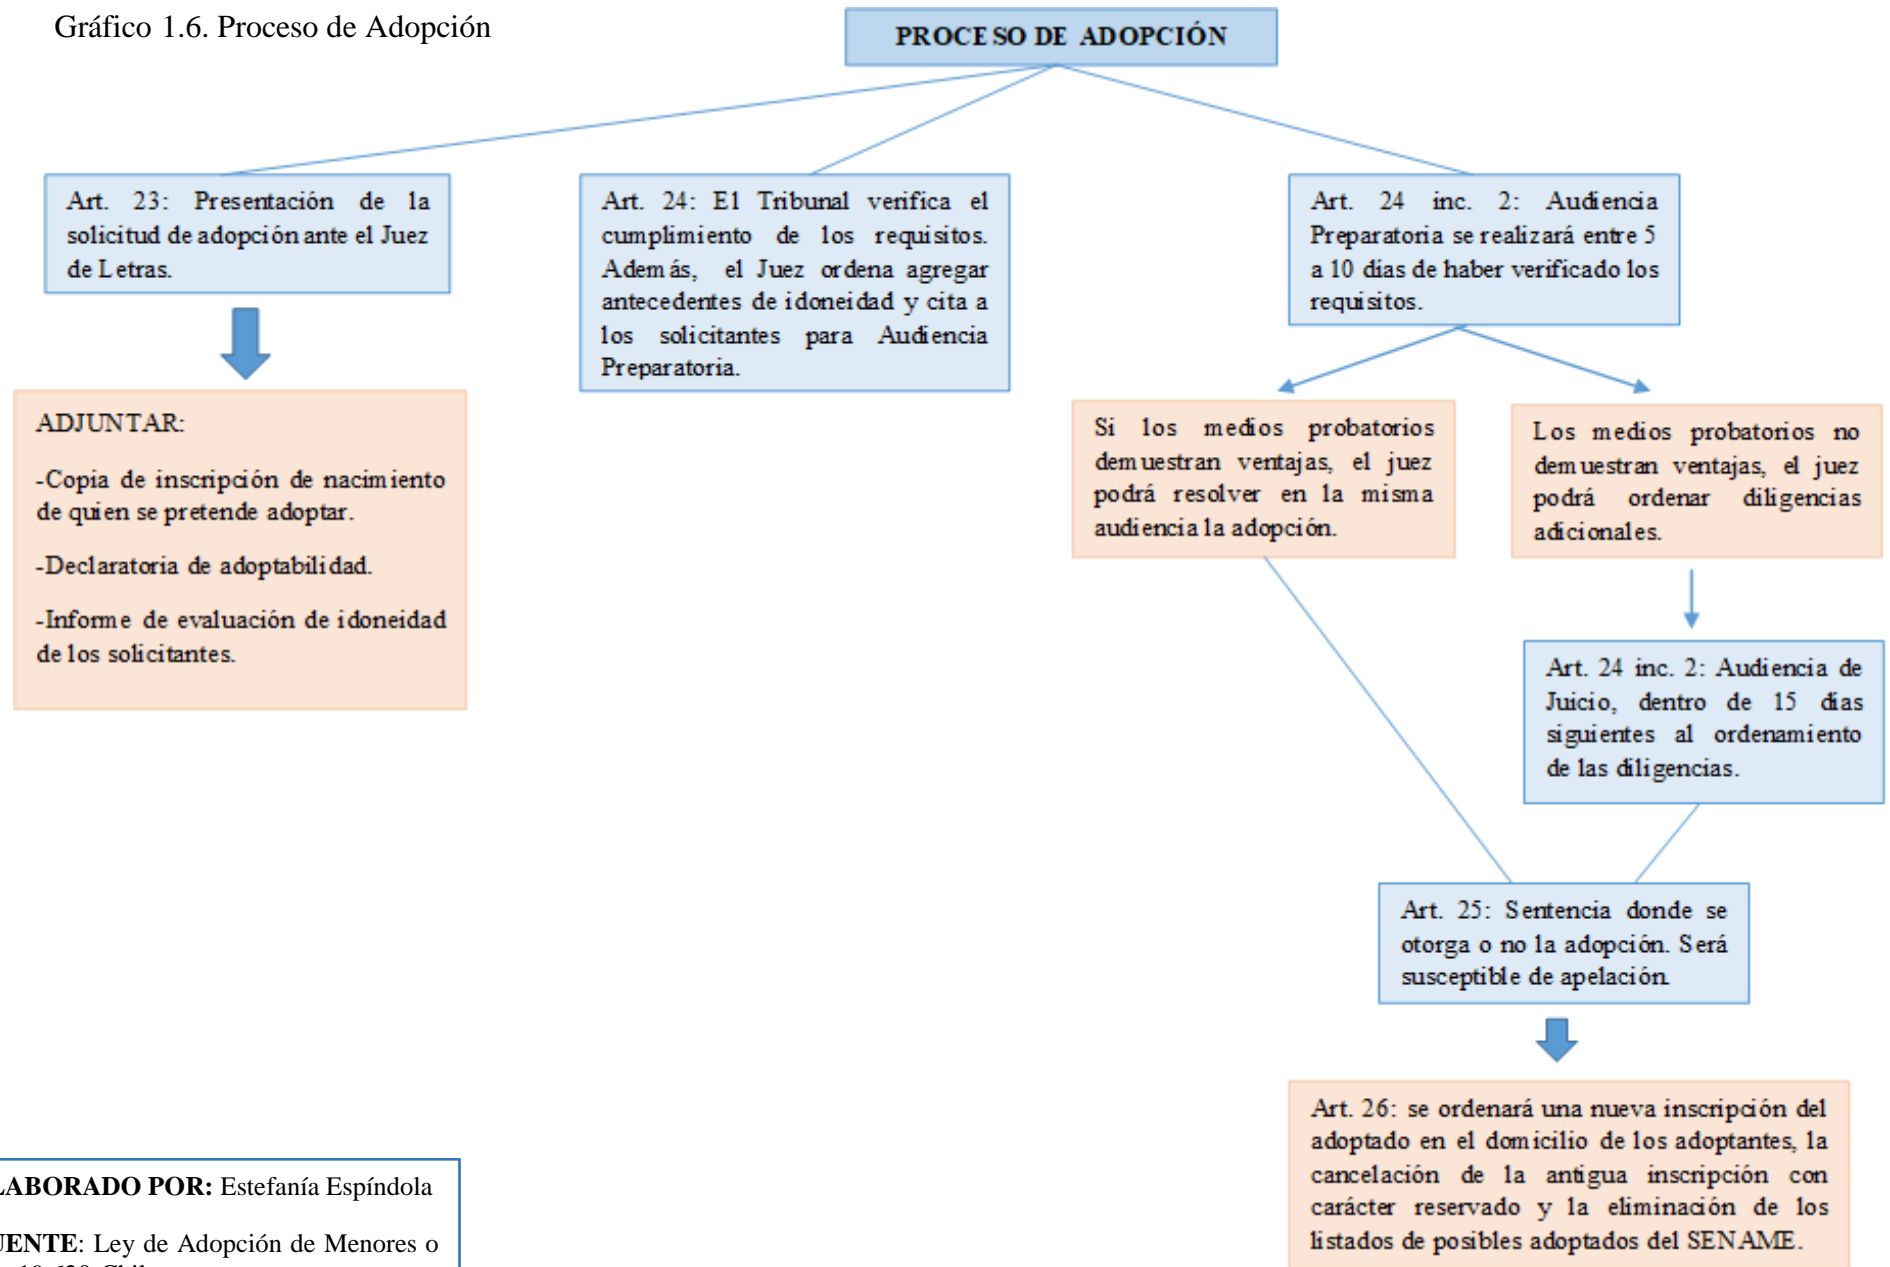 Gráfico 1.6. Proceso de Adopción
PROCESO DE ADOPCIÓN
Art. 23: Presentación de la
solicitud de adopción ante el Juez
de Letras.
ADJUNTAR:
-Copia de inscripción de nacimiento
de quien se pretende adoptar.
-Declaratoria de adoptabilidad.
-Informe de evaluación de idoneidad
de los solicitantes.
Art. 24: El Tribunal verifica el
cumplimiento de los requisitos.
Además, el Juez ordena agregar
antecedentes de idoneidad y cita a
los solicitantes para Audiencia
Preparatoria.
Art. 24 inc. 2: Audiencia
Preparatoria se realizará entre 5
a 10 días de haber verificado los
requisitos.
Si los medios probatorios
demuestran ventajas, el juez
podrá resolver en la misma
audiencia la adopción.
Los medios probatorios no
demuestran ventajas, el juez
podrá ordenar diligencias
adicionales.
Art. 24 inc. 2: Audiencia de
Juicio, dentro de 15 días
siguientes al ordenamiento
de las diligencias.
Art. 25: Sentencia donde se
otorga o no la adopción. Será
susceptible de apelación.
Art. 26: se ordenará una nueva inscripción del
adoptado en el domicilio de los adoptantes, la
cancelación de la antigua inscripción con
carácter reservado y la eliminación de los
listados de posibles adoptados del SENAME.
LABORADO POR: Estefanía Espíndola
UENTE: Ley de Adopción de Menores o